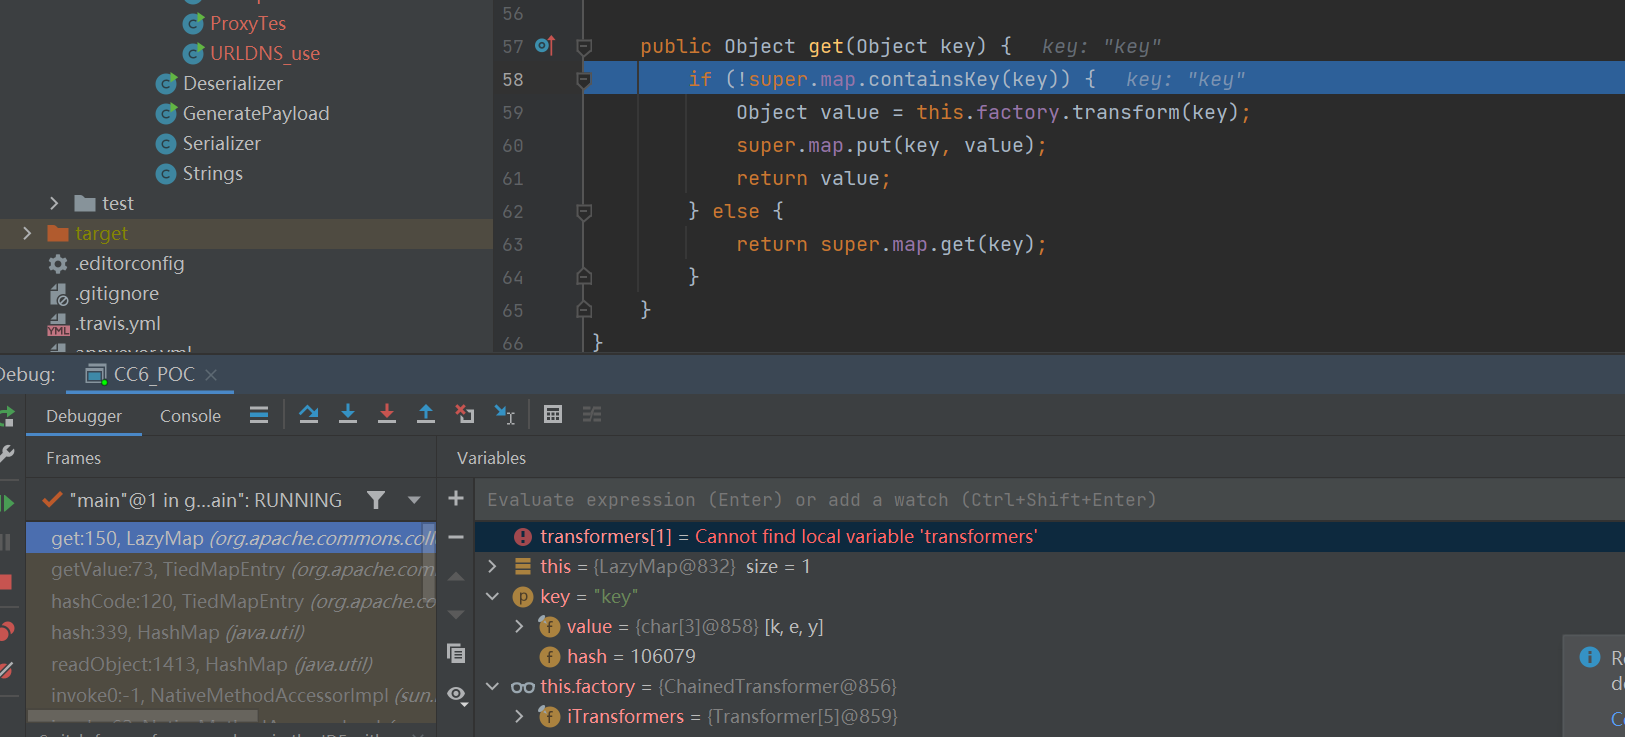 ProxyTes
URLDNS_use
Deserializer
GeneratePayload
Serializer
Strings
test
target
.editorconfig
.gitignore
.travis.yml
56
57 public Object get(Object key) { key: "key"
58 if (!super.map.containsKey(key)) { key: "key"
59 Object value = this.factory.transform(key);
60 super.map.put(key, value);
61 return value;
62 } else {
63 return super.map.get(key);
64 }
65 }
66 }
Debug: CC6_POC
Debugger Console
Frames
"main"@1 in g...ain": RUNNING
get:150, LazyMap (org.apache.commons.coll
getValue:73, TiedMapEntry (org.apache.com
hashCode:120, TiedMapEntry (org.apache.co
hash:339, HashMap (java.util)
readObject:1413, HashMap (java.util)
invoke0:-1, NativeMethodAccessorImpl (sun.
Variables
Evaluate expression (Enter) or add a watch (Ctrl+Shift+Enter)
transformers[1] = Cannot find local variable 'transformers'
this = {LazyMap@832} size = 1
key = "key"
value = {char[3]@858} [k, e, y]
hash = 106079
this.factory = {ChainedTransformer@856}
iTransformers = {Transformer[5]@859}